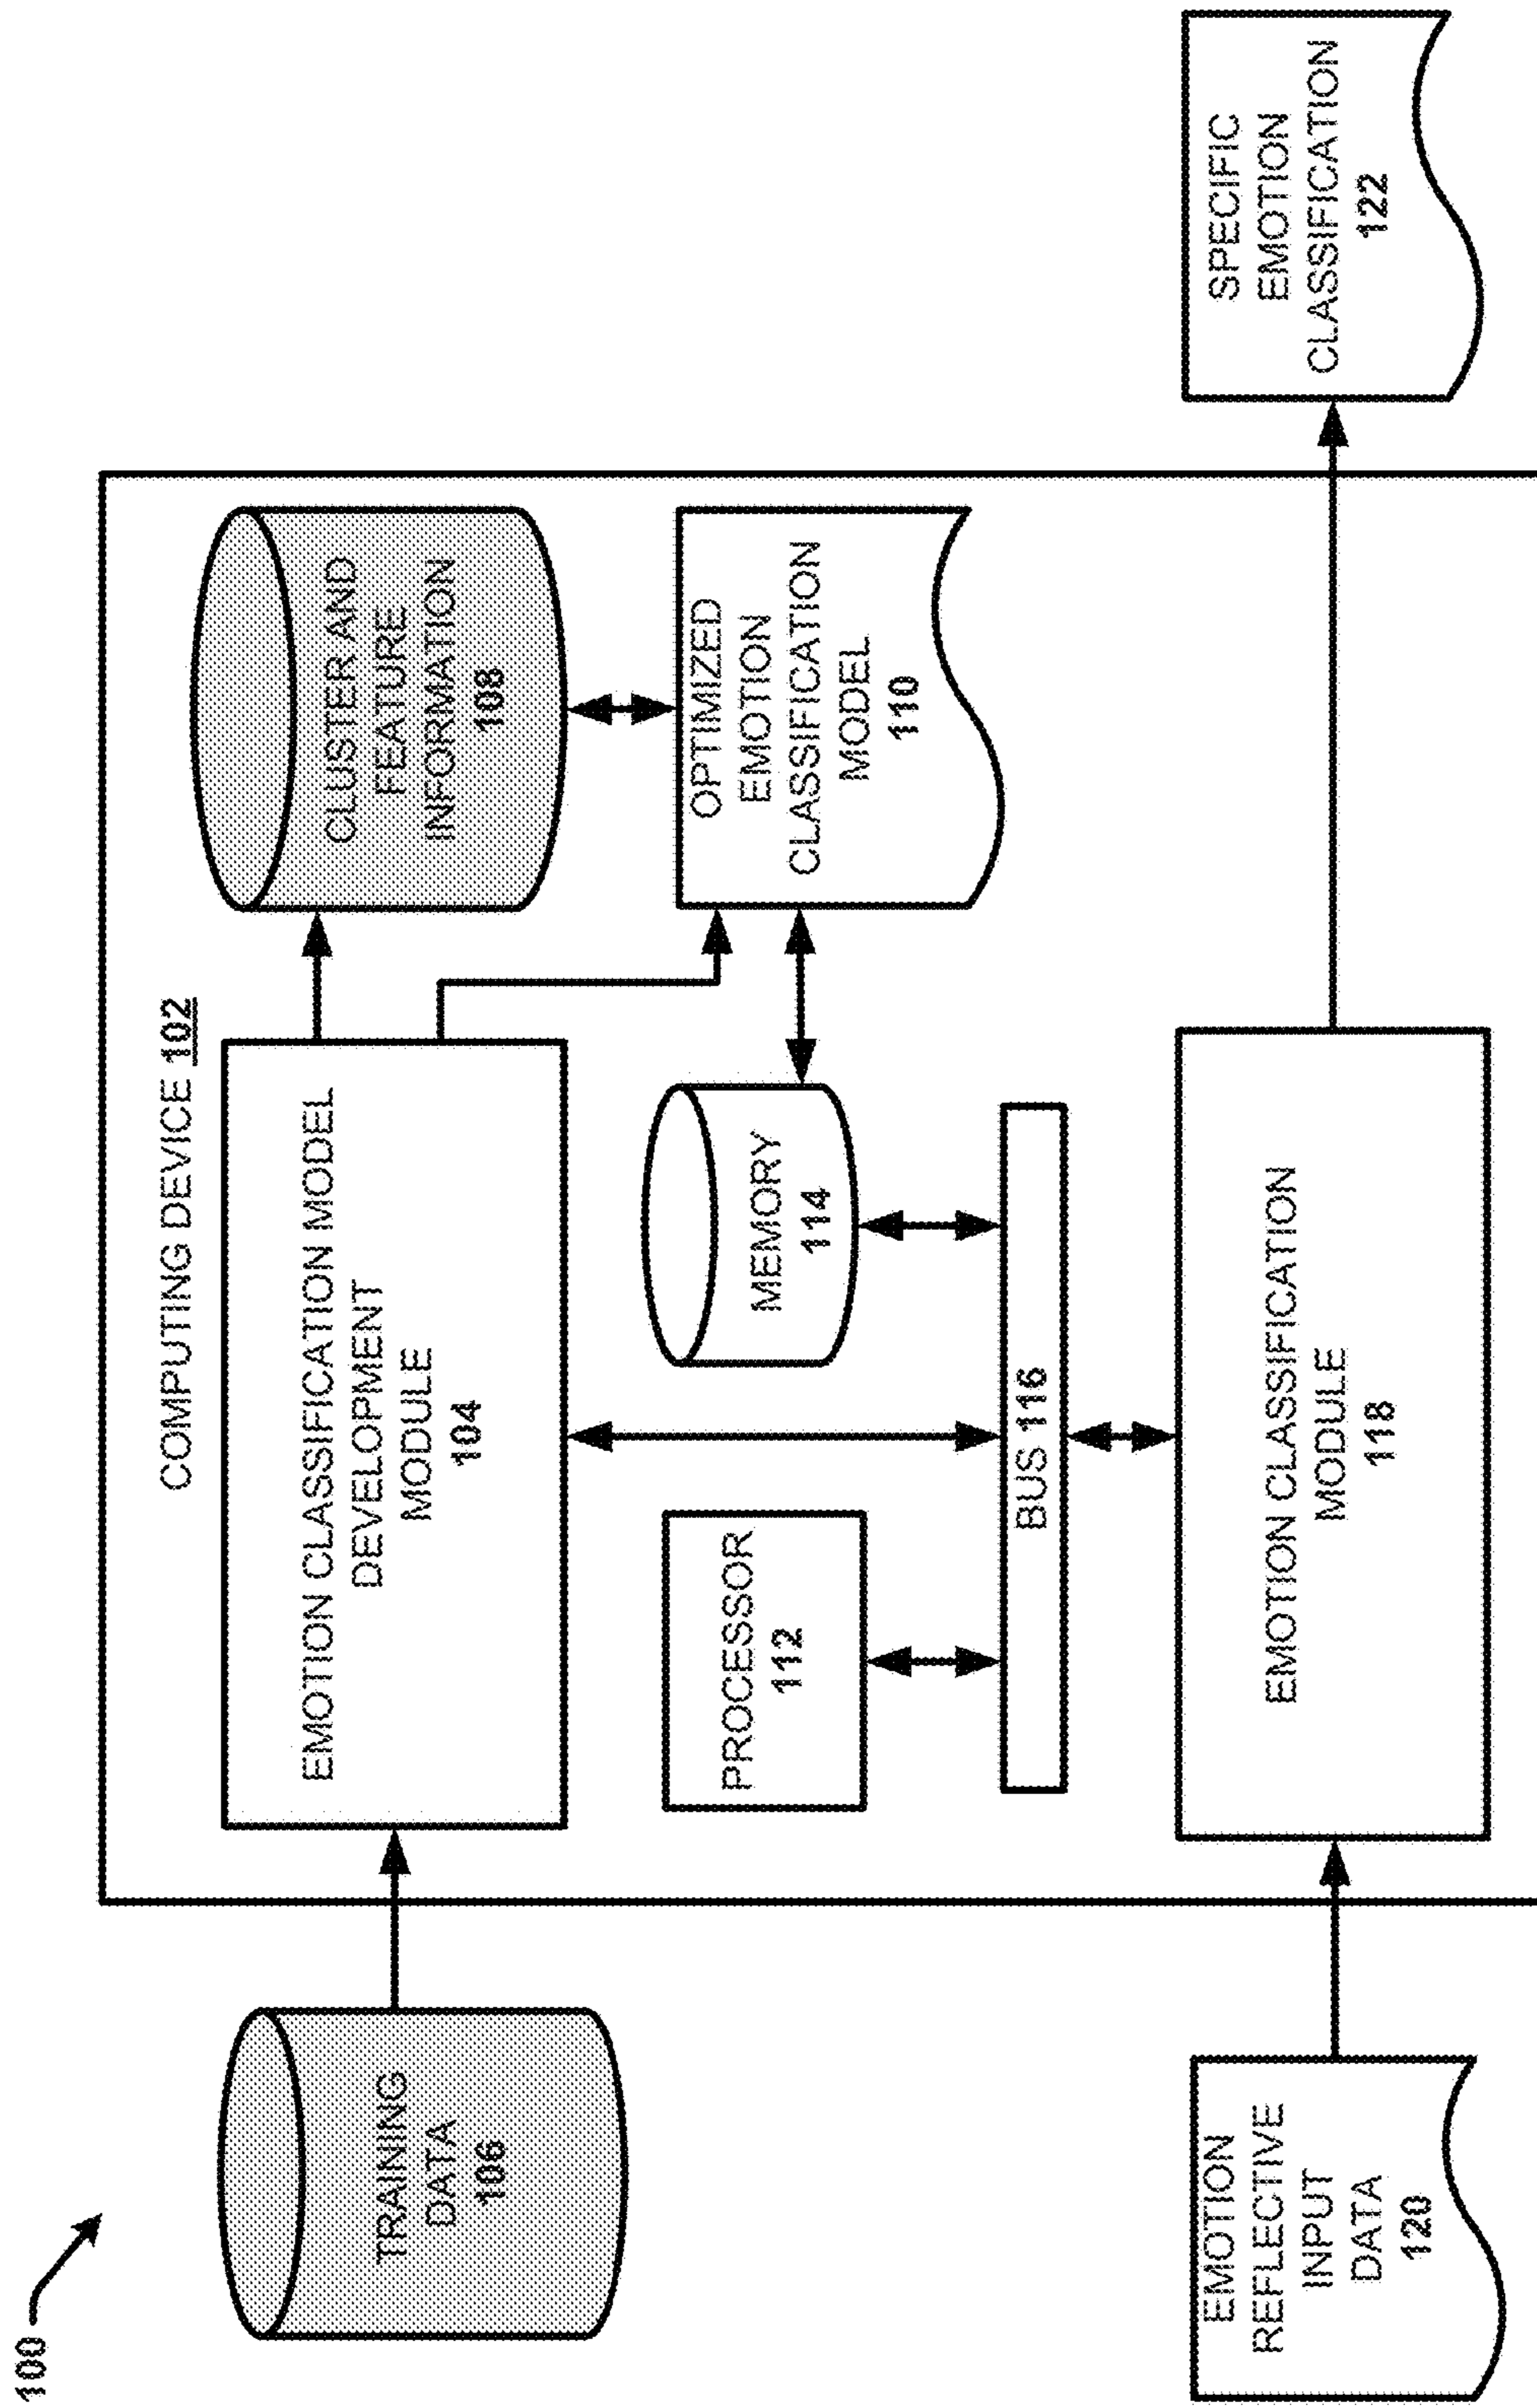 100
COMPUTING DEVICE 102
TRAINING
DATA
106
EMOTION CLASSIFICATION MODEL
DEVELOPMENT
MODULE
104
CLUSTER AND
FEATURE
INFORMATION
108
OPTIMIZED
EMOTION
CLASSIFICATION
MODEL
110
PROCESSOR
112
MEMORY
114
BUS 116
EMOTION
REFLECTIVE
INPUT
DATA
120
EMOTION CLASSIFICATION
MODULE
118
SPECIFIC
EMOTION
CLASSIFICATION
122